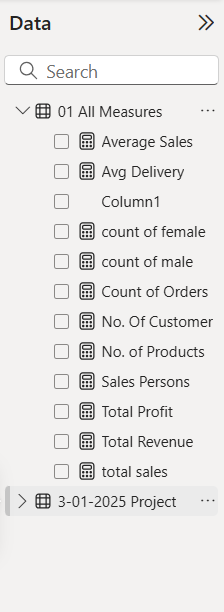 Data
Search
01 All Measures
Average Sales
Avg Delivery
Column1
count of female
count of male
Count of Orders
No. Of Customer
No. of Products
Sales Persons
Total Profit
Total Revenue
total sales
3-01-2025 Project